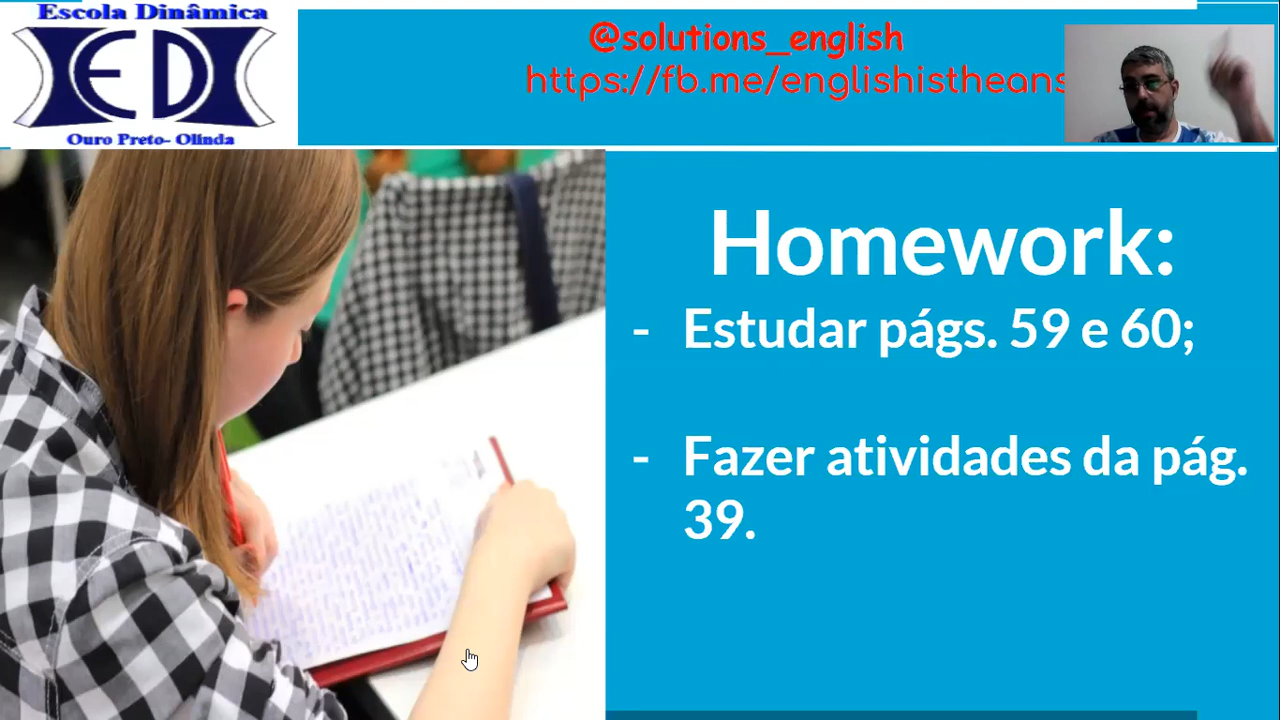 Escola Dinâmica
ED
Ouro Preto- Olinda
@solutions_english
https://fb.me/englishistheans
Homework:
- Estudar págs. 59 e 60;
- Fazer atividades da pág.
39.